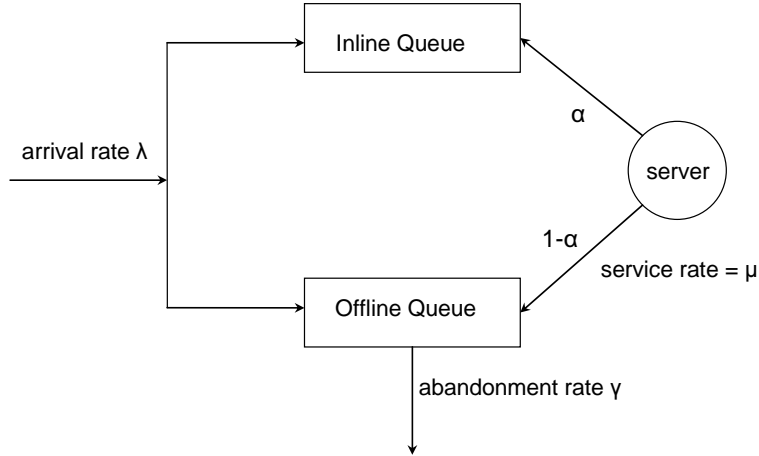 Inline Queue
α
arrival rate λ
server
1-α
service rate = μ
Offline Queue
abandonment rate γ